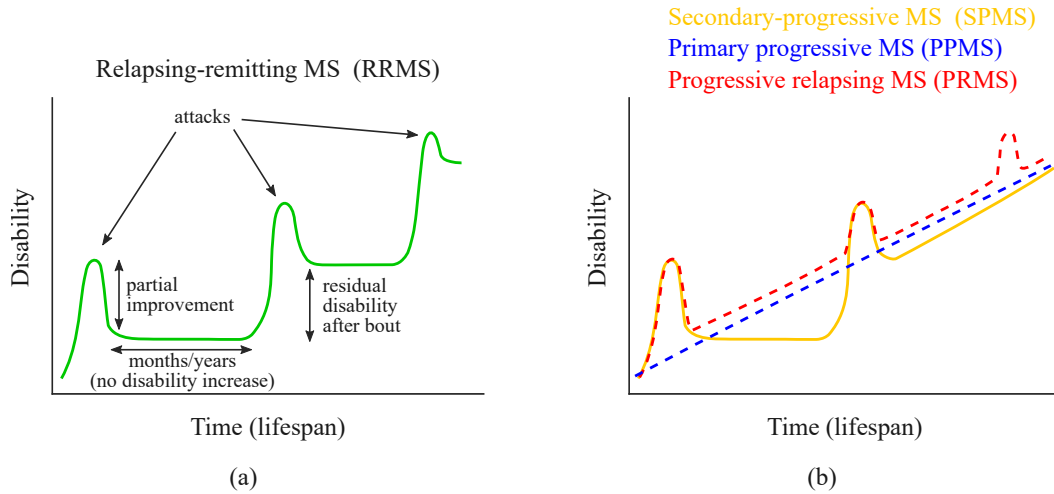 Relapsing-remitting MS (RRMS)
attacks
Disability
partial
improvement
residual
disability
after bout
months/years
(no disability increase)
Time (lifespan)
(a)
Secondary-progressive MS (SPMS)
Primary progressive MS (PPMS)
Progressive relapsing MS (PRMS)
Disability
Time (lifespan)
(b)